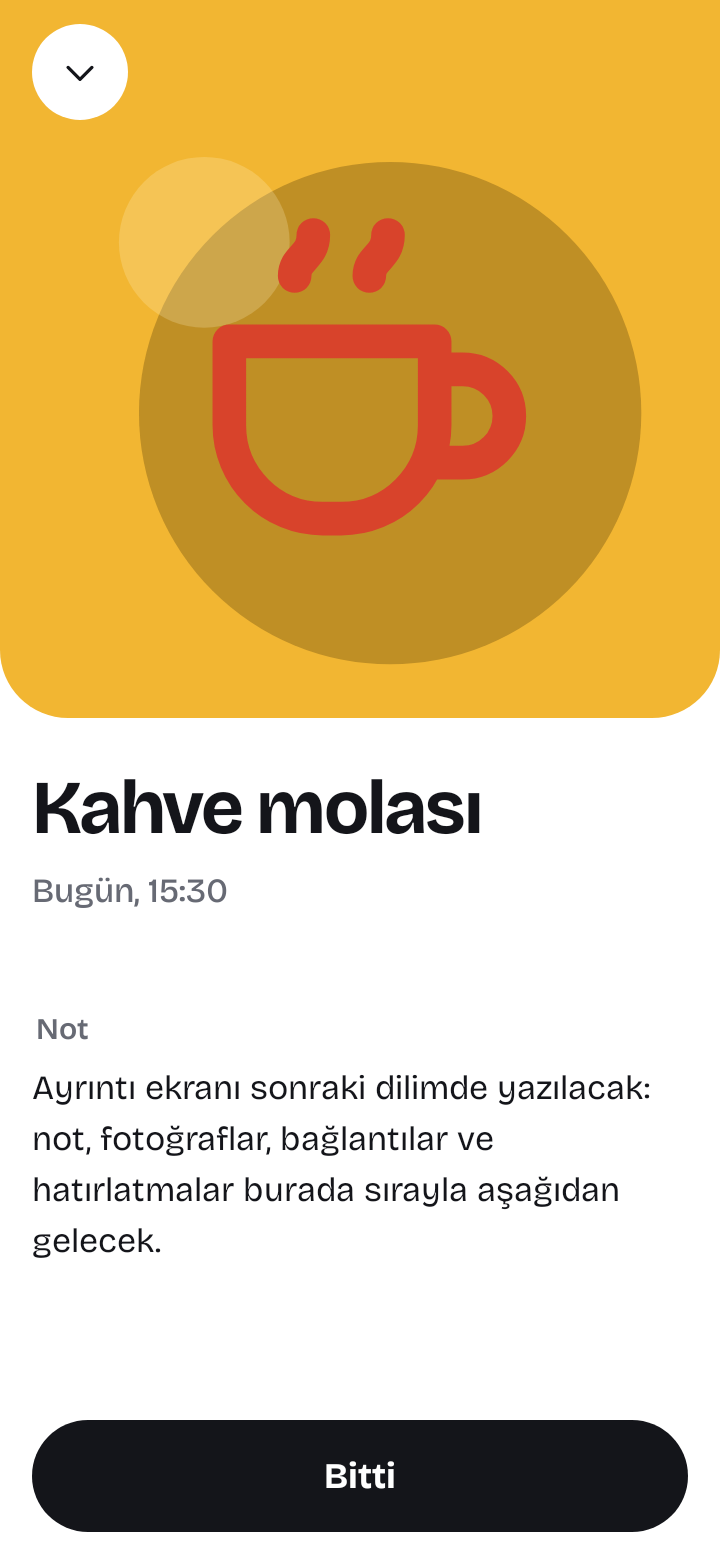 Kahve molası
Bugün, 15:30
Not
Ayrıntı ekranı sonraki dilimde yazılacak:
not, fotoğraflar, bağlantılar ve
hatırlatmalar burada sırayla aşağıdan
gelecek.
Bitti